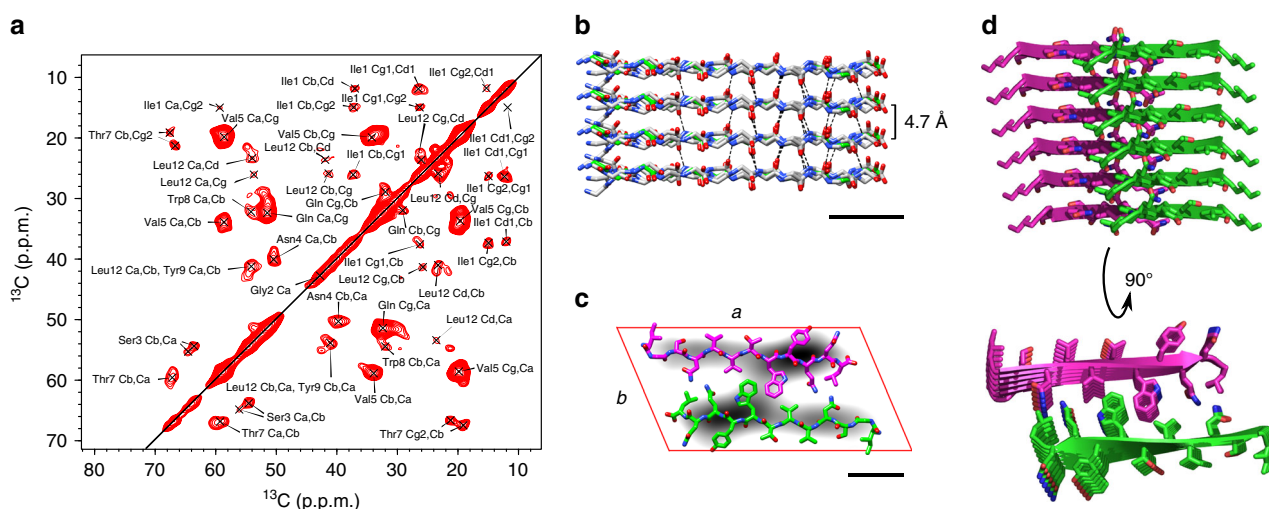 a
b
d
c
10
20
30
40
50
60
70
80
70
60
50
40
30
20
10
¹³C (p.p.m.)
¹³C (p.p.m.)
Ile1 Cb,Cd
Ile1 Cg1,Cd1
Ile1 Cg2,Cd1
Ile1 Ca,Cg2
Ile1 Cb,Cg2
Ile1 Cg1,Cg2
Val5 Ca,Cg
Leu12 Cg,Cd
Thr7 Cb,Cg2
Val5 Cb,Cg
Ile1 Cd1,Cg2
Leu12 Cb,Cd
Leu12 Ca,Cd
Ile1 Cb,Cg1
Ile1 Cd1,Cg1
Leu12 Ca,Cg
Leu12 Cb,Cg
Ile1 Cg2,Cg1
Trp8 Ca,Cb
Gln Cg,Cb
Leu12 Cd,Cg
Gln Ca,Cg
Val5 Cg,Cb
Val5 Ca,Cb
Ile1 Cd1,Cb
Asn4 Ca,Cb
Gln Cb,Cg
Leu12 Ca,Cb, Tyr9 Ca,Cb
Ile1 Cg1,Cb
Ile1 Cg2,Cb
Gly2 Ca
Leu12 Cg,Cb
Leu12 Cd,Cb
Asn4 Cb,Ca
Gln Cg,Ca
Leu12 Cd,Ca
Ser3 Cb,Ca
Trp8 Cb,Ca
Thr7 Cb,Ca
Leu12 Cb,Ca, Tyr9 Cb,Ca
Val5 Cg,Ca
Val5 Cb,Ca
Ser3 Ca,Cb
Thr7 Ca,Cb
Thr7 Cg2,Cb
4.7 Å
a
b
90°